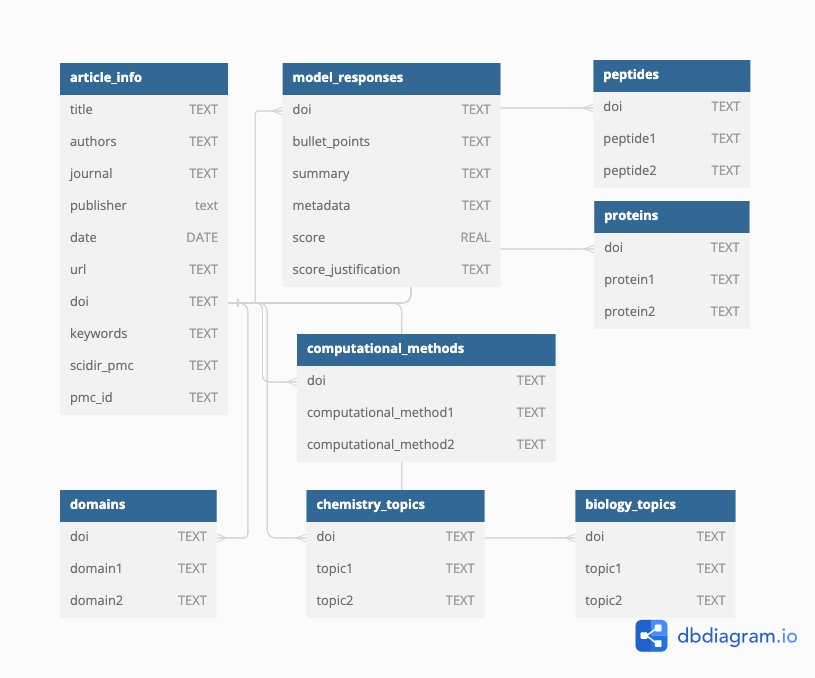 article_info
title TEXT
authors TEXT
journal TEXT
publisher text
date DATE
url TEXT
doi TEXT
keywords TEXT
scidir_pmc TEXT
pmc_id TEXT
model_responses
doi TEXT
bullet_points TEXT
summary TEXT
metadata TEXT
score REAL
score_justification TEXT
peptides
doi TEXT
peptide1 TEXT
peptide2 TEXT
proteins
doi TEXT
protein1 TEXT
protein2 TEXT
computational_methods
doi TEXT
computational_method1 TEXT
computational_method2 TEXT
domains
doi TEXT
domain1 TEXT
domain2 TEXT
chemistry_topics
doi TEXT
topic1 TEXT
topic2 TEXT
biology_topics
doi TEXT
topic1 TEXT
topic2 TEXT
dbdiagram.io